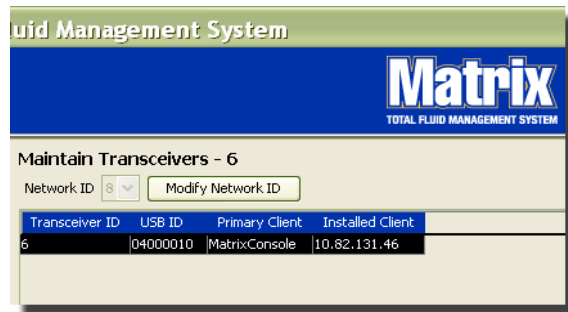 luid Management System
Matrix
TOTAL FLUID MANAGEMENT SYSTEM
Maintain Transceivers - 6
Network ID 8 Modify Network ID
Transceiver ID USB ID Primary Client Installed Client
6 04000010 MatrixConsole 10.82.131.46